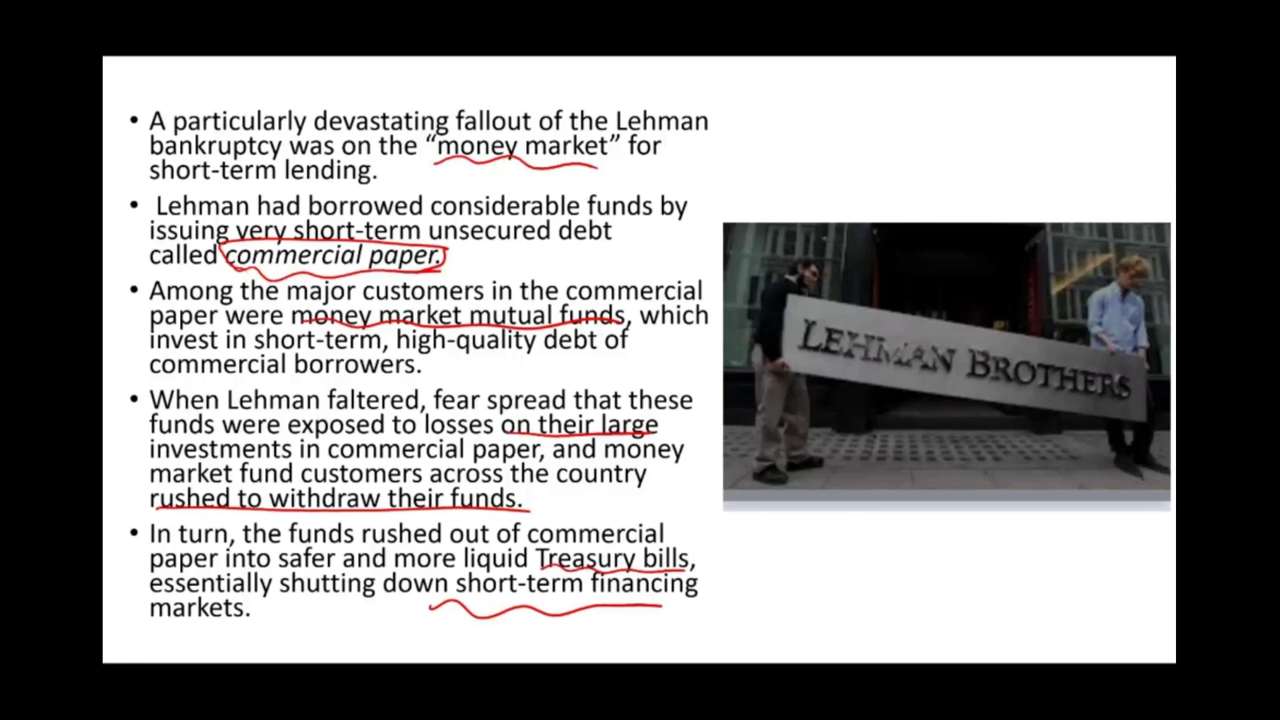 • A particularly devastating fallout of the Lehman
bankruptcy was on the “money market” for
short-term lending.
• Lehman had borrowed considerable funds by
issuing very short-term unsecured debt
called commercial paper.
• Among the major customers in the commercial
paper were money market mutual funds, which
invest in short-term, high-quality debt of
commercial borrowers.
• When Lehman faltered, fear spread that these
funds were exposed to losses on their large
investments in commercial paper, and money
market fund customers across the country
rushed to withdraw their funds.
• In turn, the funds rushed out of commercial
paper into safer and more liquid Treasury bills,
essentially shutting down short-term financing
markets.
LEHMAN BROTHERS